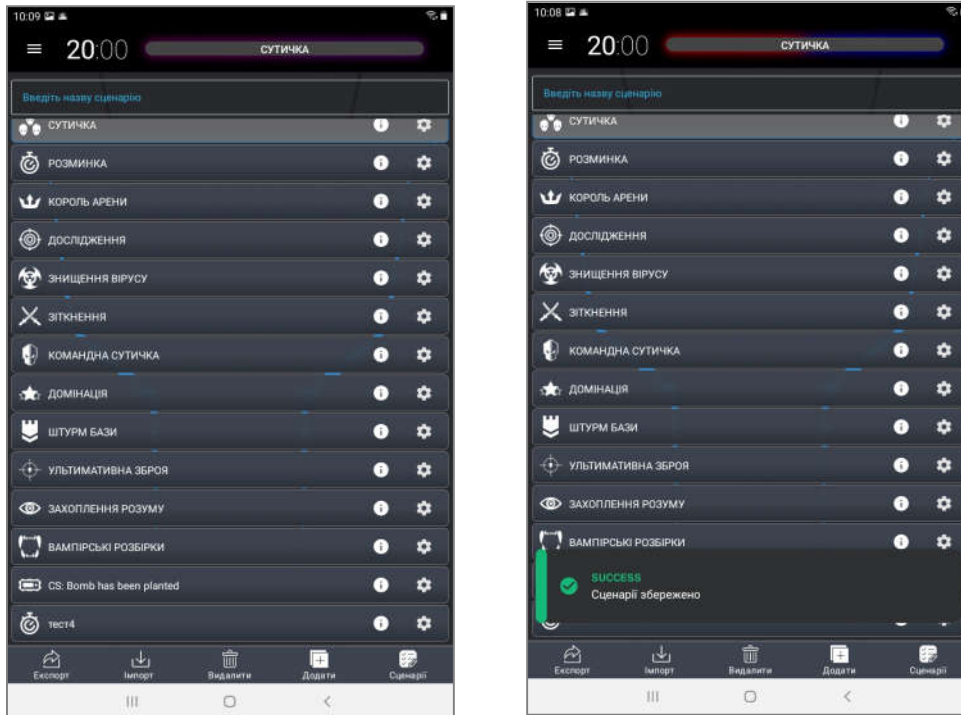 10:09
20:00
СУТИЧКА
Введіть назву сценарію
СУТИЧКА
РОЗМИНКА
КОРОЛЬ АРЕНИ
ДОСЛІДЖЕННЯ
ЗНИЩЕННЯ ВІРУСУ
ЗІТКНЕННЯ
КОМАНДНА СУТИЧКА
ДОМІНАЦІЯ
ШТУРМ БАЗИ
УЛЬТИМАТИВНА ЗБРОЯ
ЗАХОПЛЕННЯ РОЗУМУ
ВАМПІРСЬКІ РОЗБІРКИ
CS: Bomb has been planted
тест4
Експорт Імпорт Видалити Додати Сценарії
10:08
20:00
СУТИЧКА
Введіть назву сценарію
СУТИЧКА
РОЗМИНКА
КОРОЛЬ АРЕНИ
ДОСЛІДЖЕННЯ
ЗНИЩЕННЯ ВІРУСУ
ЗІТКНЕННЯ
КОМАНДНА СУТИЧКА
ДОМІНАЦІЯ
ШТУРМ БАЗИ
УЛЬТИМАТИВНА ЗБРОЯ
ЗАХОПЛЕННЯ РОЗУМУ
ВАМПІРСЬКІ РОЗБІРКИ
SUCCESS
Сценарії збережено
Експорт Імпорт Видалити Додати Сценарії